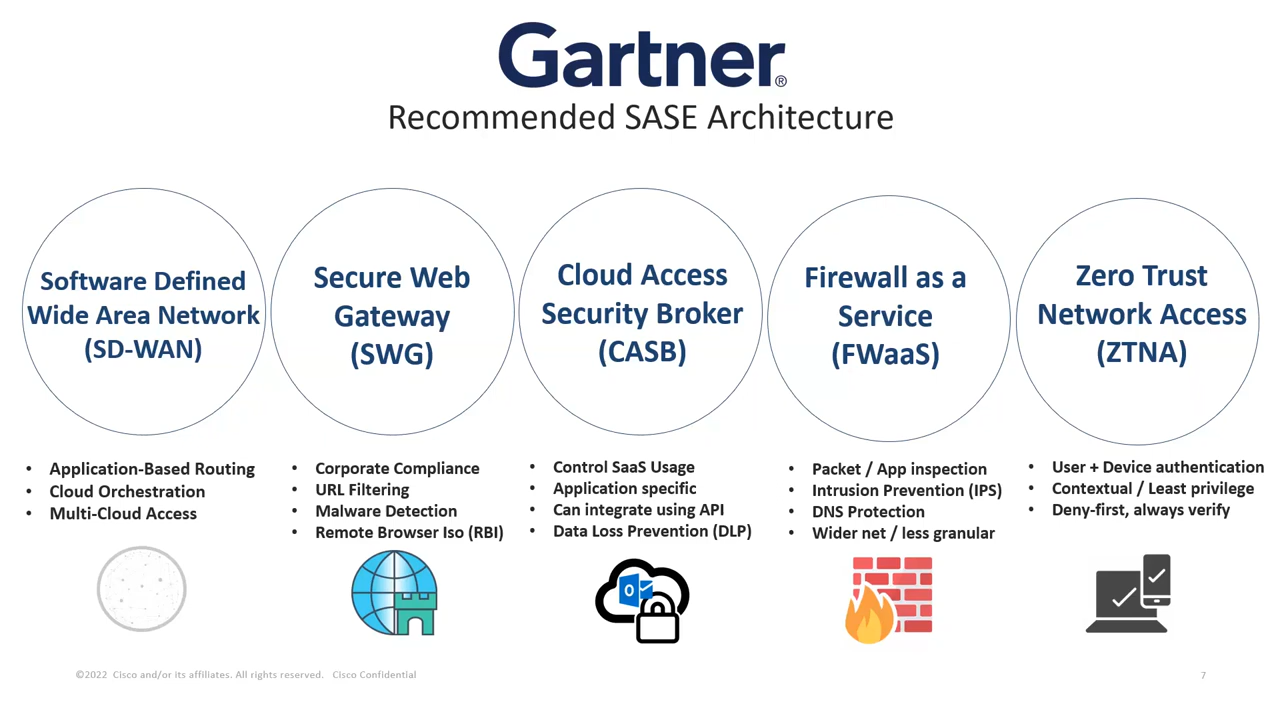 Gartner®
Recommended SASE Architecture
Software Defined
Wide Area Network
(SD-WAN)
Secure Web
Gateway
(SWG)
Cloud Access
Security Broker
(CASB)
Firewall as a
Service
(FWaaS)
Zero Trust
Network Access
(ZTNA)
• Application-Based Routing
• Cloud Orchestration
• Multi-Cloud Access
• Corporate Compliance
• URL Filtering
• Malware Detection
• Remote Browser Iso (RBI)
• Control SaaS Usage
• Application specific
• Can integrate using API
• Data Loss Prevention (DLP)
• Packet / App inspection
• Intrusion Prevention (IPS)
• DNS Protection
• Wider net / less granular
• User + Device authentication
• Contextual / Least privilege
• Deny-first, always verify
O
©2022 Cisco and/or its affiliates. All rights reserved. Cisco Confidential
7